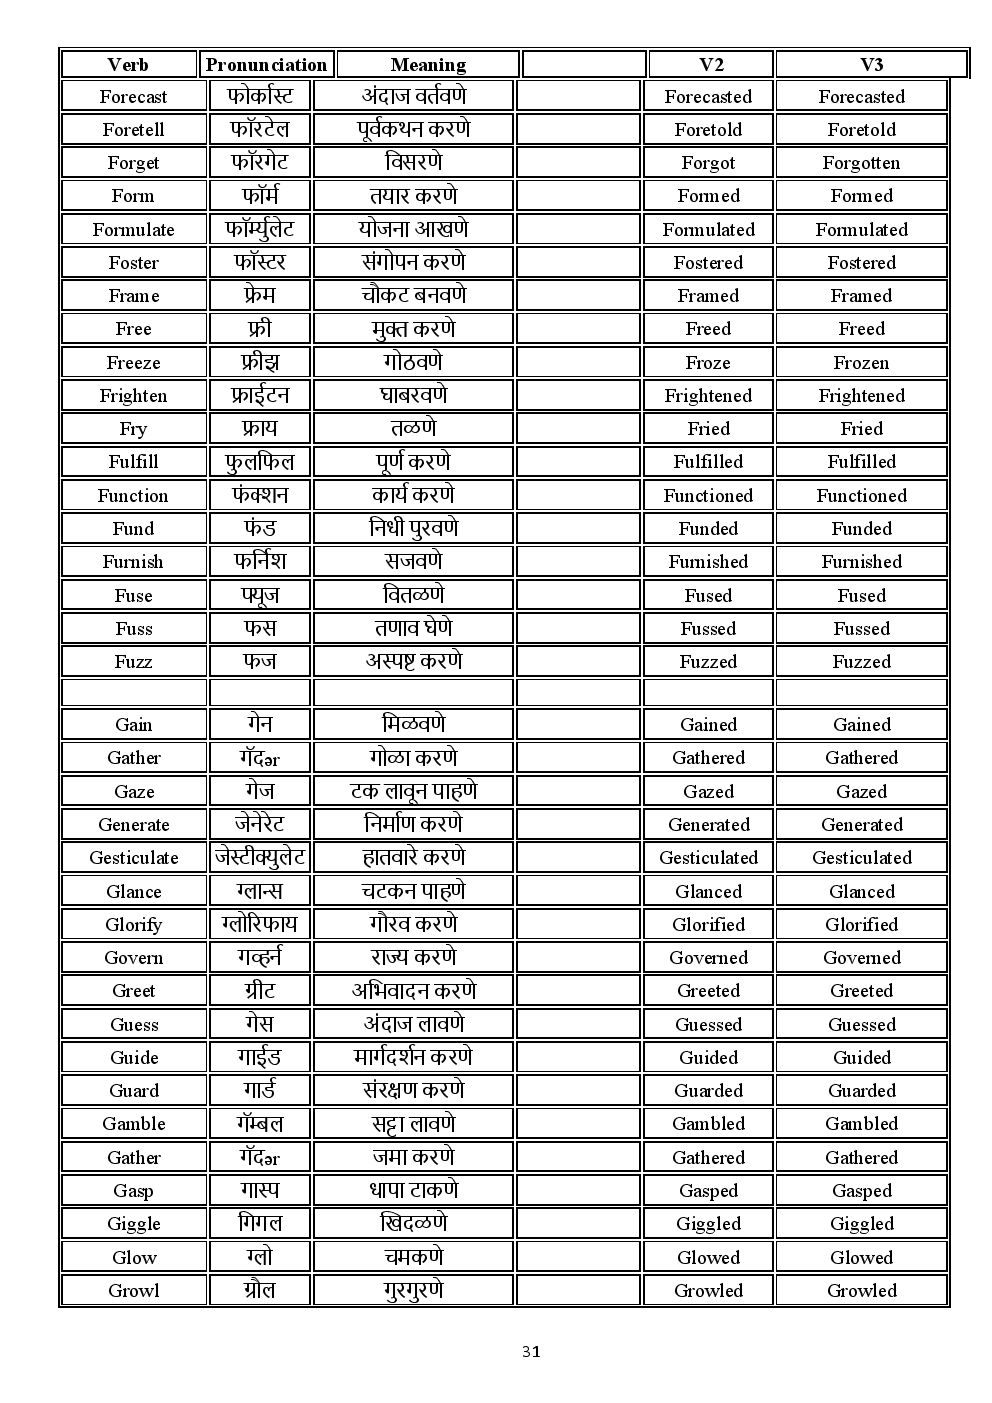 Verb Pronunciation Meaning V2 V3
Forecast फोर्कास्ट अंदाज वर्तवणे Forecasted Forecasted
Foretell फॉरटेल पूर्वकथन करणे Foretold Foretold
Forget फॉरगेट विसरणे Forgot Forgotten
Form फॉर्म तयार करणे Formed Formed
Formulate फॉर्म्युलेट योजना आखणे Formulated Formulated
Foster फॉस्टर संगोपन करणे Fostered Fostered
Frame फ्रेम चौकट बनवणे Framed Framed
Free फ्री मुक्त करणे Freed Freed
Freeze फ्रीझ गोठवणे Froze Frozen
Frighten फ्राईटन घाबरवणे Frightened Frightened
Fry फ्राय तळणे Fried Fried
Fulfill फुलफिल पूर्ण करणे Fulfilled Fulfilled
Function फंक्शन कार्य करणे Functioned Functioned
Fund फंड निधी पुरवणे Funded Funded
Furnish फर्निश सजवणे Furnished Furnished
Fuse फ्यूज वितळणे Fused Fused
Fuss फस तणाव घेणे Fussed Fussed
Fuzz फज अस्पष्ट करणे Fuzzed Fuzzed
Gain गेन मिळवणे Gained Gained
Gather गॅदər गोळा करणे Gathered Gathered
Gaze गेज टक लावून पाहणे Gazed Gazed
Generate जेनेरेट निर्माण करणे Generated Generated
Gesticulate जेस्टीक्युलेट हातवारे करणे Gesticulated Gesticulated
Glance ग्लान्स चटकन पाहणे Glanced Glanced
Glorify ग्लोरिफाय गौरव करणे Glorified Glorified
Govern गव्हर्न राज्य करणे Governed Governed
Greet ग्रीट अभिवादन करणे Greeted Greeted
Guess गेस अंदाज लावणे Guessed Guessed
Guide गाईड मार्गदर्शन करणे Guided Guided
Guard गार्ड संरक्षण करणे Guarded Guarded
Gamble गॅम्बल सट्टा लावणे Gambled Gambled
Gather गॅदər जमा करणे Gathered Gathered
Gasp गास्प धापा टाकणे Gasped Gasped
Giggle गिगल खिदळणे Giggled Giggled
Glow ग्लो चमकणे Glowed Glowed
Growl ग्रौल गुरगुरणे Growled Growled
31